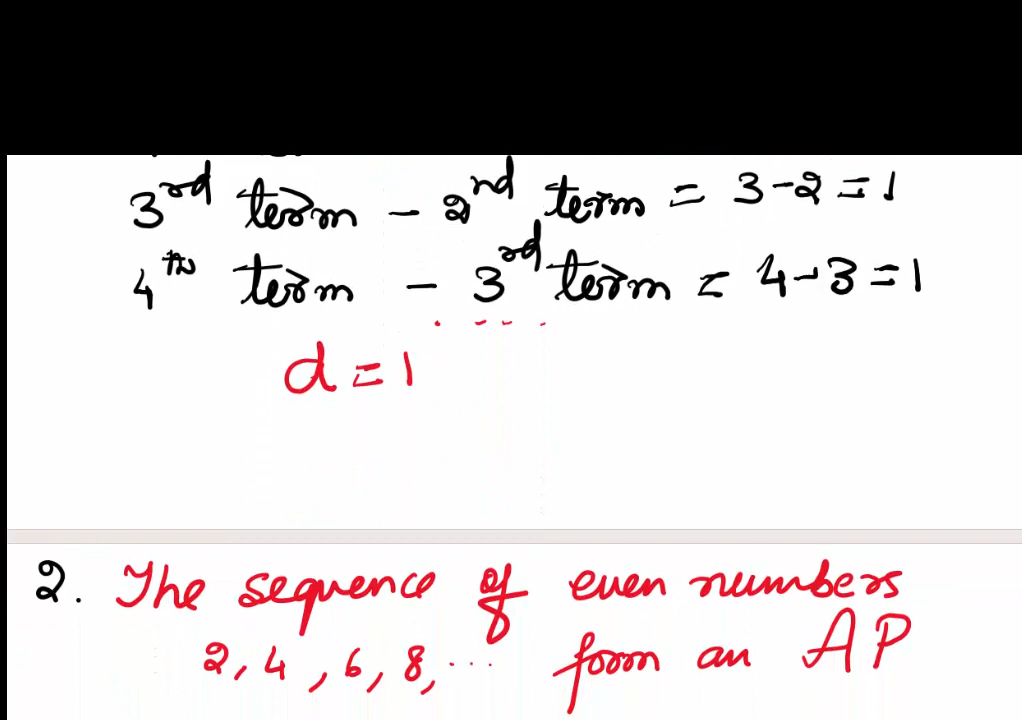 3rd term - 2nd term = 3-2=1
4th term - 3rd term = 4-3=1
d=1
2. The sequence of even numbers
2, 4, 6, 8, ... form an AP